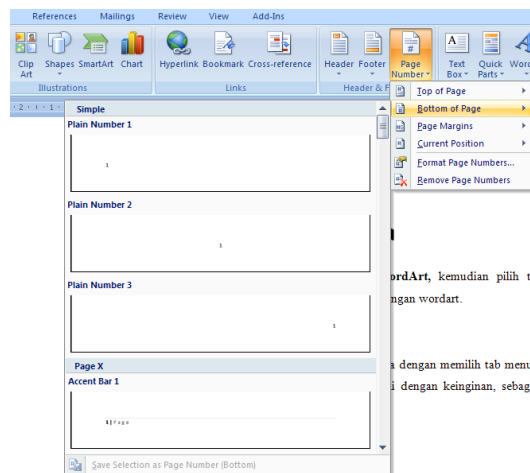 References Mailings Review View Add-Ins
Clip Art Shapes SmartArt Chart Hyperlink Bookmark Cross-reference Header Footer Page Number Text Box Quick Parts
Illustrations Links Header & F
2 1 1
Simple
Plain Number 1
1
Plain Number 2
1
Plain Number 3
1
Page X
Accent Bar 1
1 | Page
Save Selection as Page Number (Bottom)
Top of Page
Bottom of Page
Page Margins
Current Position
Format Page Numbers...
Remove Page Numbers
ordArt, kemudian pilih t
ngan wordart.
a dengan memilih tab menu
i dengan keinginan, sebag